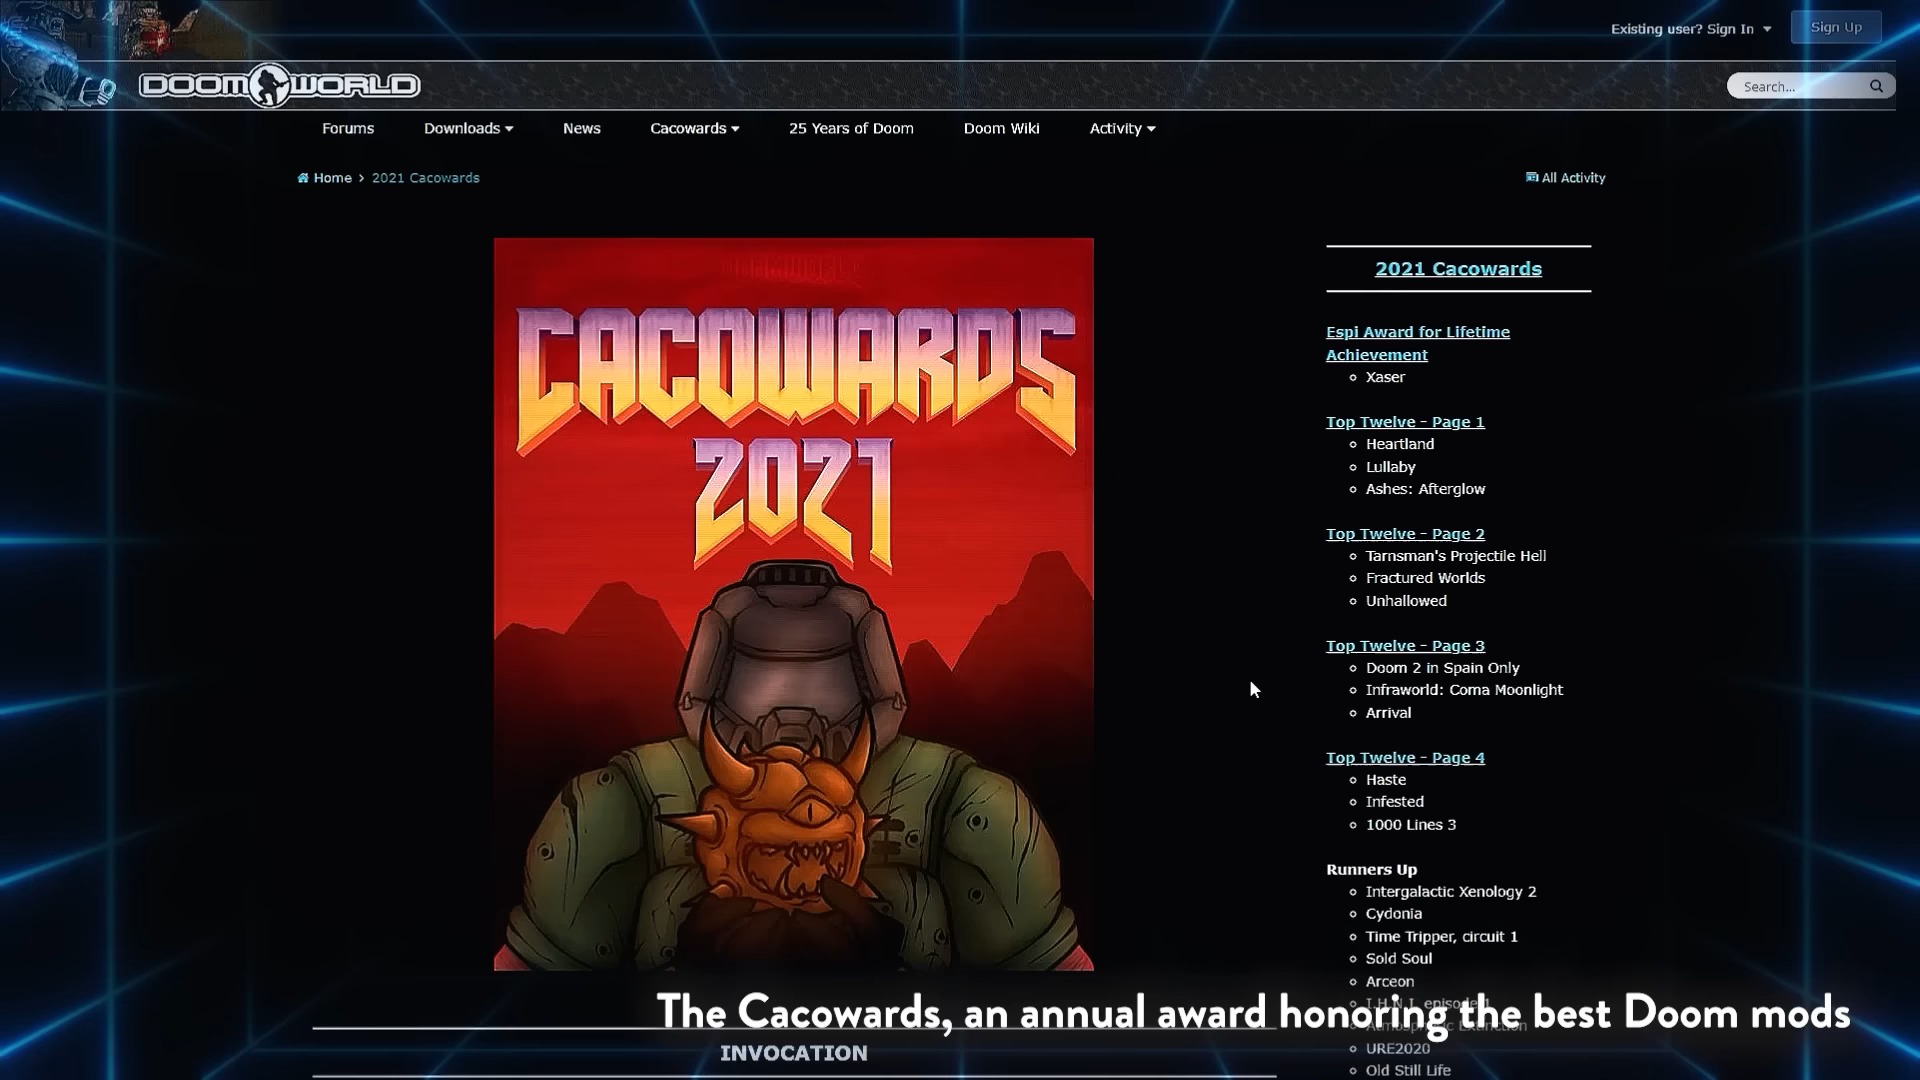 Existing user? Sign In
Sign Up
DOOMWORLD
Search...
Forums
Downloads
News
Cacowards
25 Years of Doom
Doom Wiki
Activity
Home > 2021 Cacowards
All Activity
CACOWARDS
2021
2021 Cacowards
Espi Award for Lifetime
Achievement
Xaser
Top Twelve - Page 1
Heartland
Lullaby
Ashes: Afterglow
Top Twelve - Page 2
Tarnsman's Projectile Hell
Fractured Worlds
Unhallowed
Top Twelve - Page 3
Doom 2 in Spain Only
Infraworld: Coma Moonlight
Arrival
Top Twelve - Page 4
Haste
Infested
1000 Lines 3
Runners Up
Intergalactic Xenology 2
Cydonia
Time Tripper, circuit 1
Sold Soul
Arceon
The Cacowards, an annual award honoring the best Doom mods
INVOCATION
URE2020
Old Still Life